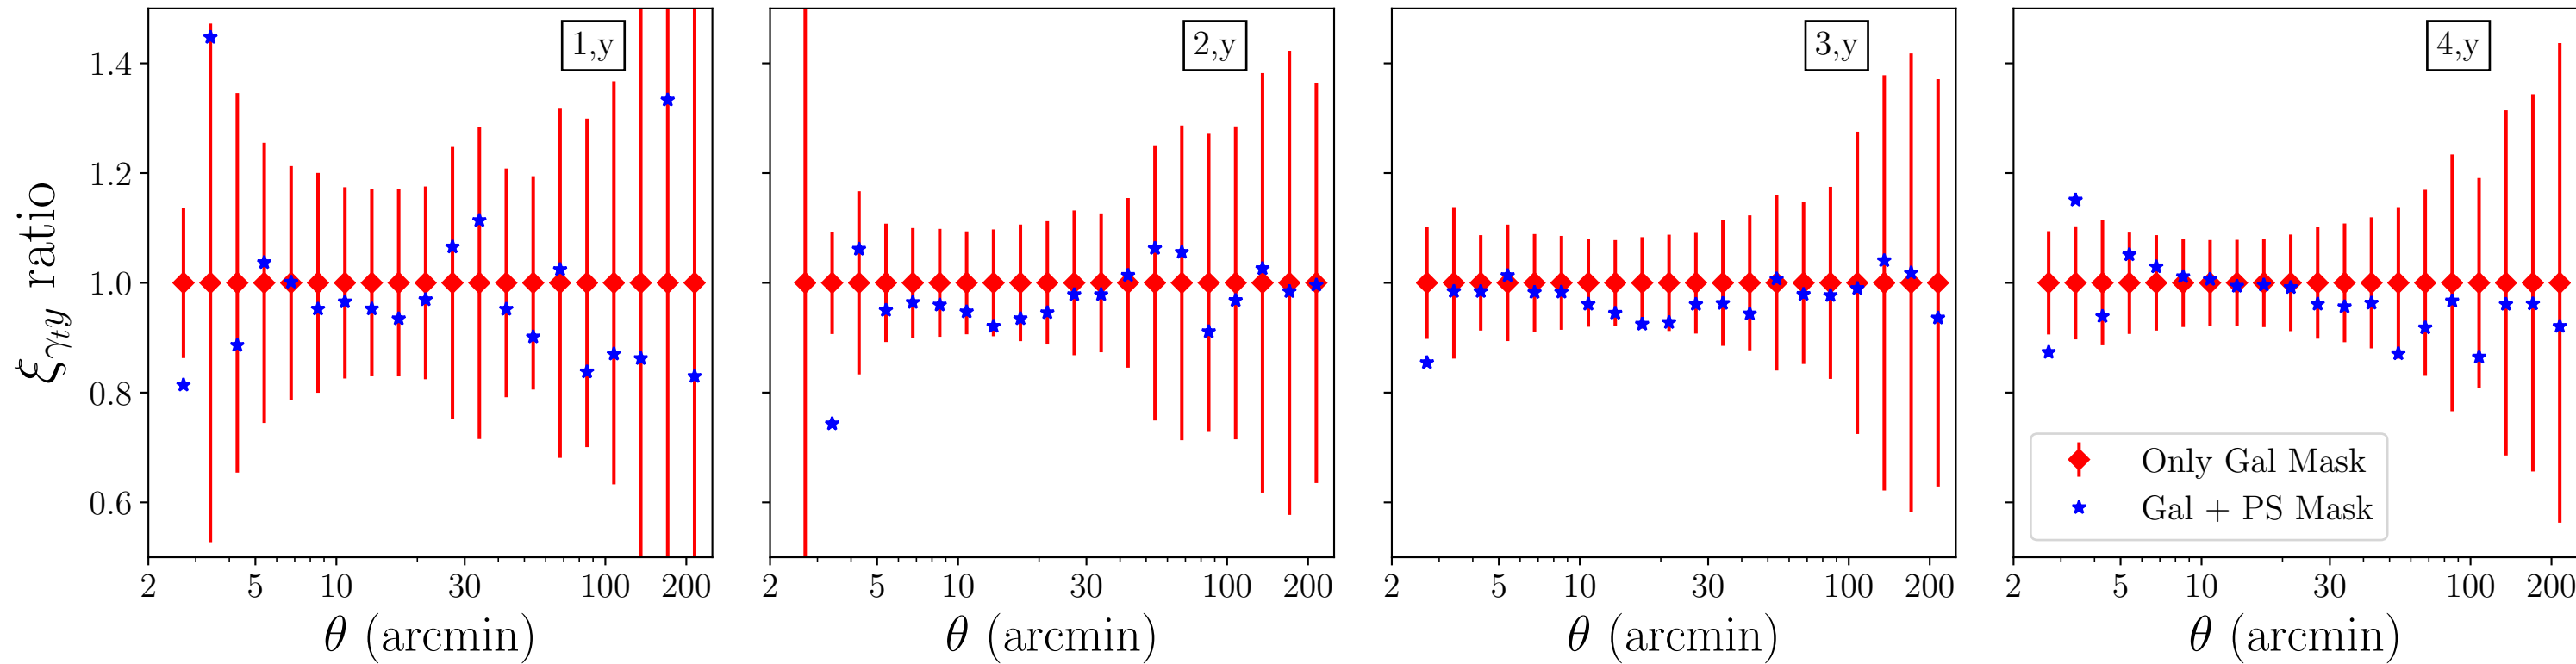 1,y
2,y
3,y
4,y
1.4
1.2
1.0
0.8
0.6
ξγty ratio
Only Gal Mask
Gal + PS Mask
2 5 10 30 100 200
2 5 10 30 100 200
2 5 10 30 100 200
2 5 10 30 100 200
θ (arcmin)
θ (arcmin)
θ (arcmin)
θ (arcmin)